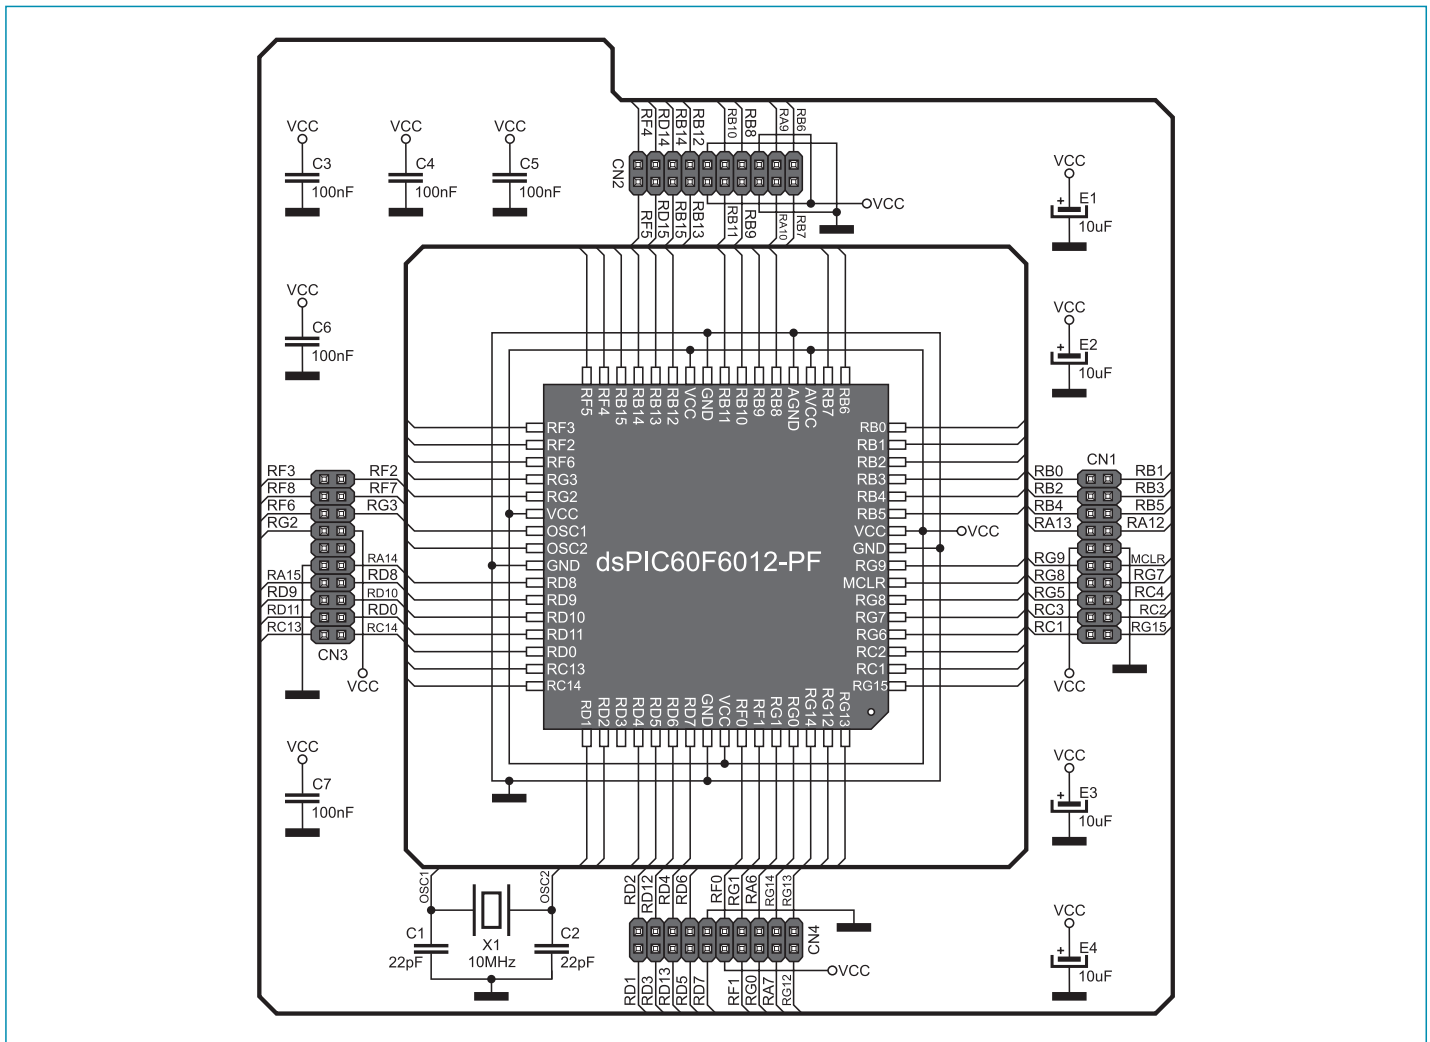 RF4 RD14 RB14 RB12 RB10 RB8 RA9 RB6
VCC VCC VCC
C3 C4 C5
100nF 100nF 100nF
CN2
VCC
VCC
E1
10uF
RF5 RD15 RB15 RB13 RB11 RB9 RA10 RB7
VCC
C6
100nF
VCC
E2
10uF
RF5 RF4 RB15 RB14 RB13 RB12 VCC GND RB11 RB10 RB9 RB8 AGND AVCC RB7 RB6
RF3 RB0
RF2 RB1
RF6 RB2
RG3 RB3
RG2 RB4
VCC RB5
OSC1 VCC VCC
OSC2 GND
GND RG9
RD8 MCLR
RD9 RG8
RD10 RG7
RD11 RG6
RD0 RC2
RC13 RC1
RC14 RG15
dsPIC60F6012-PF
RD1 RD2 RD3 RD4 RD5 RD6 RD7 GND VCC RF0 RF1 RG1 RG0 RG14 RG12 RG13
RF3 RF2
RF8 RF7
RF6 RG3
RG2
RA14
RA15 RD8
RD9 RD10
RD11 RD0
RC13 RC14
CN3
VCC
CN1
RB0 RB1
RB2 RB3
RB4 RB5
RA13 RA12
RG9 MCLR
RG8 RG7
RG5 RC4
RC3 RC2
RC1 RG15
VCC
VCC
C7
100nF
VCC
E3
10uF
OSC1 OSC2
C1 X1 C2
22pF 10MHz 22pF
RD2 RD12 RD4 RD6 RF0 RG1 RA6 RG14 RG13
CN4
VCC
RD1 RD3 RD13 RD5 RD7 RF1 RG0 RA7 RG12
VCC
E4
10uF